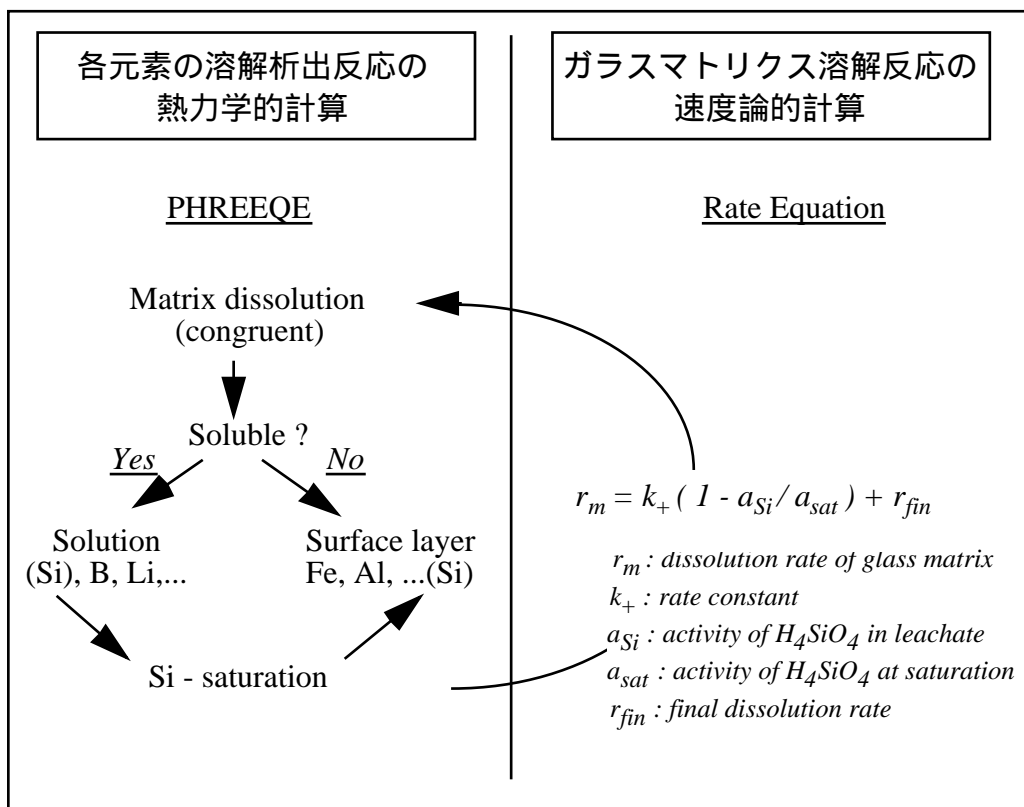 各元素の溶解析出反応の
熱力学的計算
PHREEQE
Matrix dissolution
(congruent)
Soluble ?
Yes
No
Solution
(Si), B, Li,...
Surface layer
Fe, Al, ...(Si)
Si - saturation
ガラスマトリクス溶解反応の
速度論的計算
Rate Equation
r_m = k_+ ( 1 - a_Si / a_sat ) + r_fin
r_m : dissolution rate of glass matrix
k_+ : rate constant
a_Si : activity of H_4SiO_4 in leachate
a_sat : activity of H_4SiO_4 at saturation
r_fin : final dissolution rate